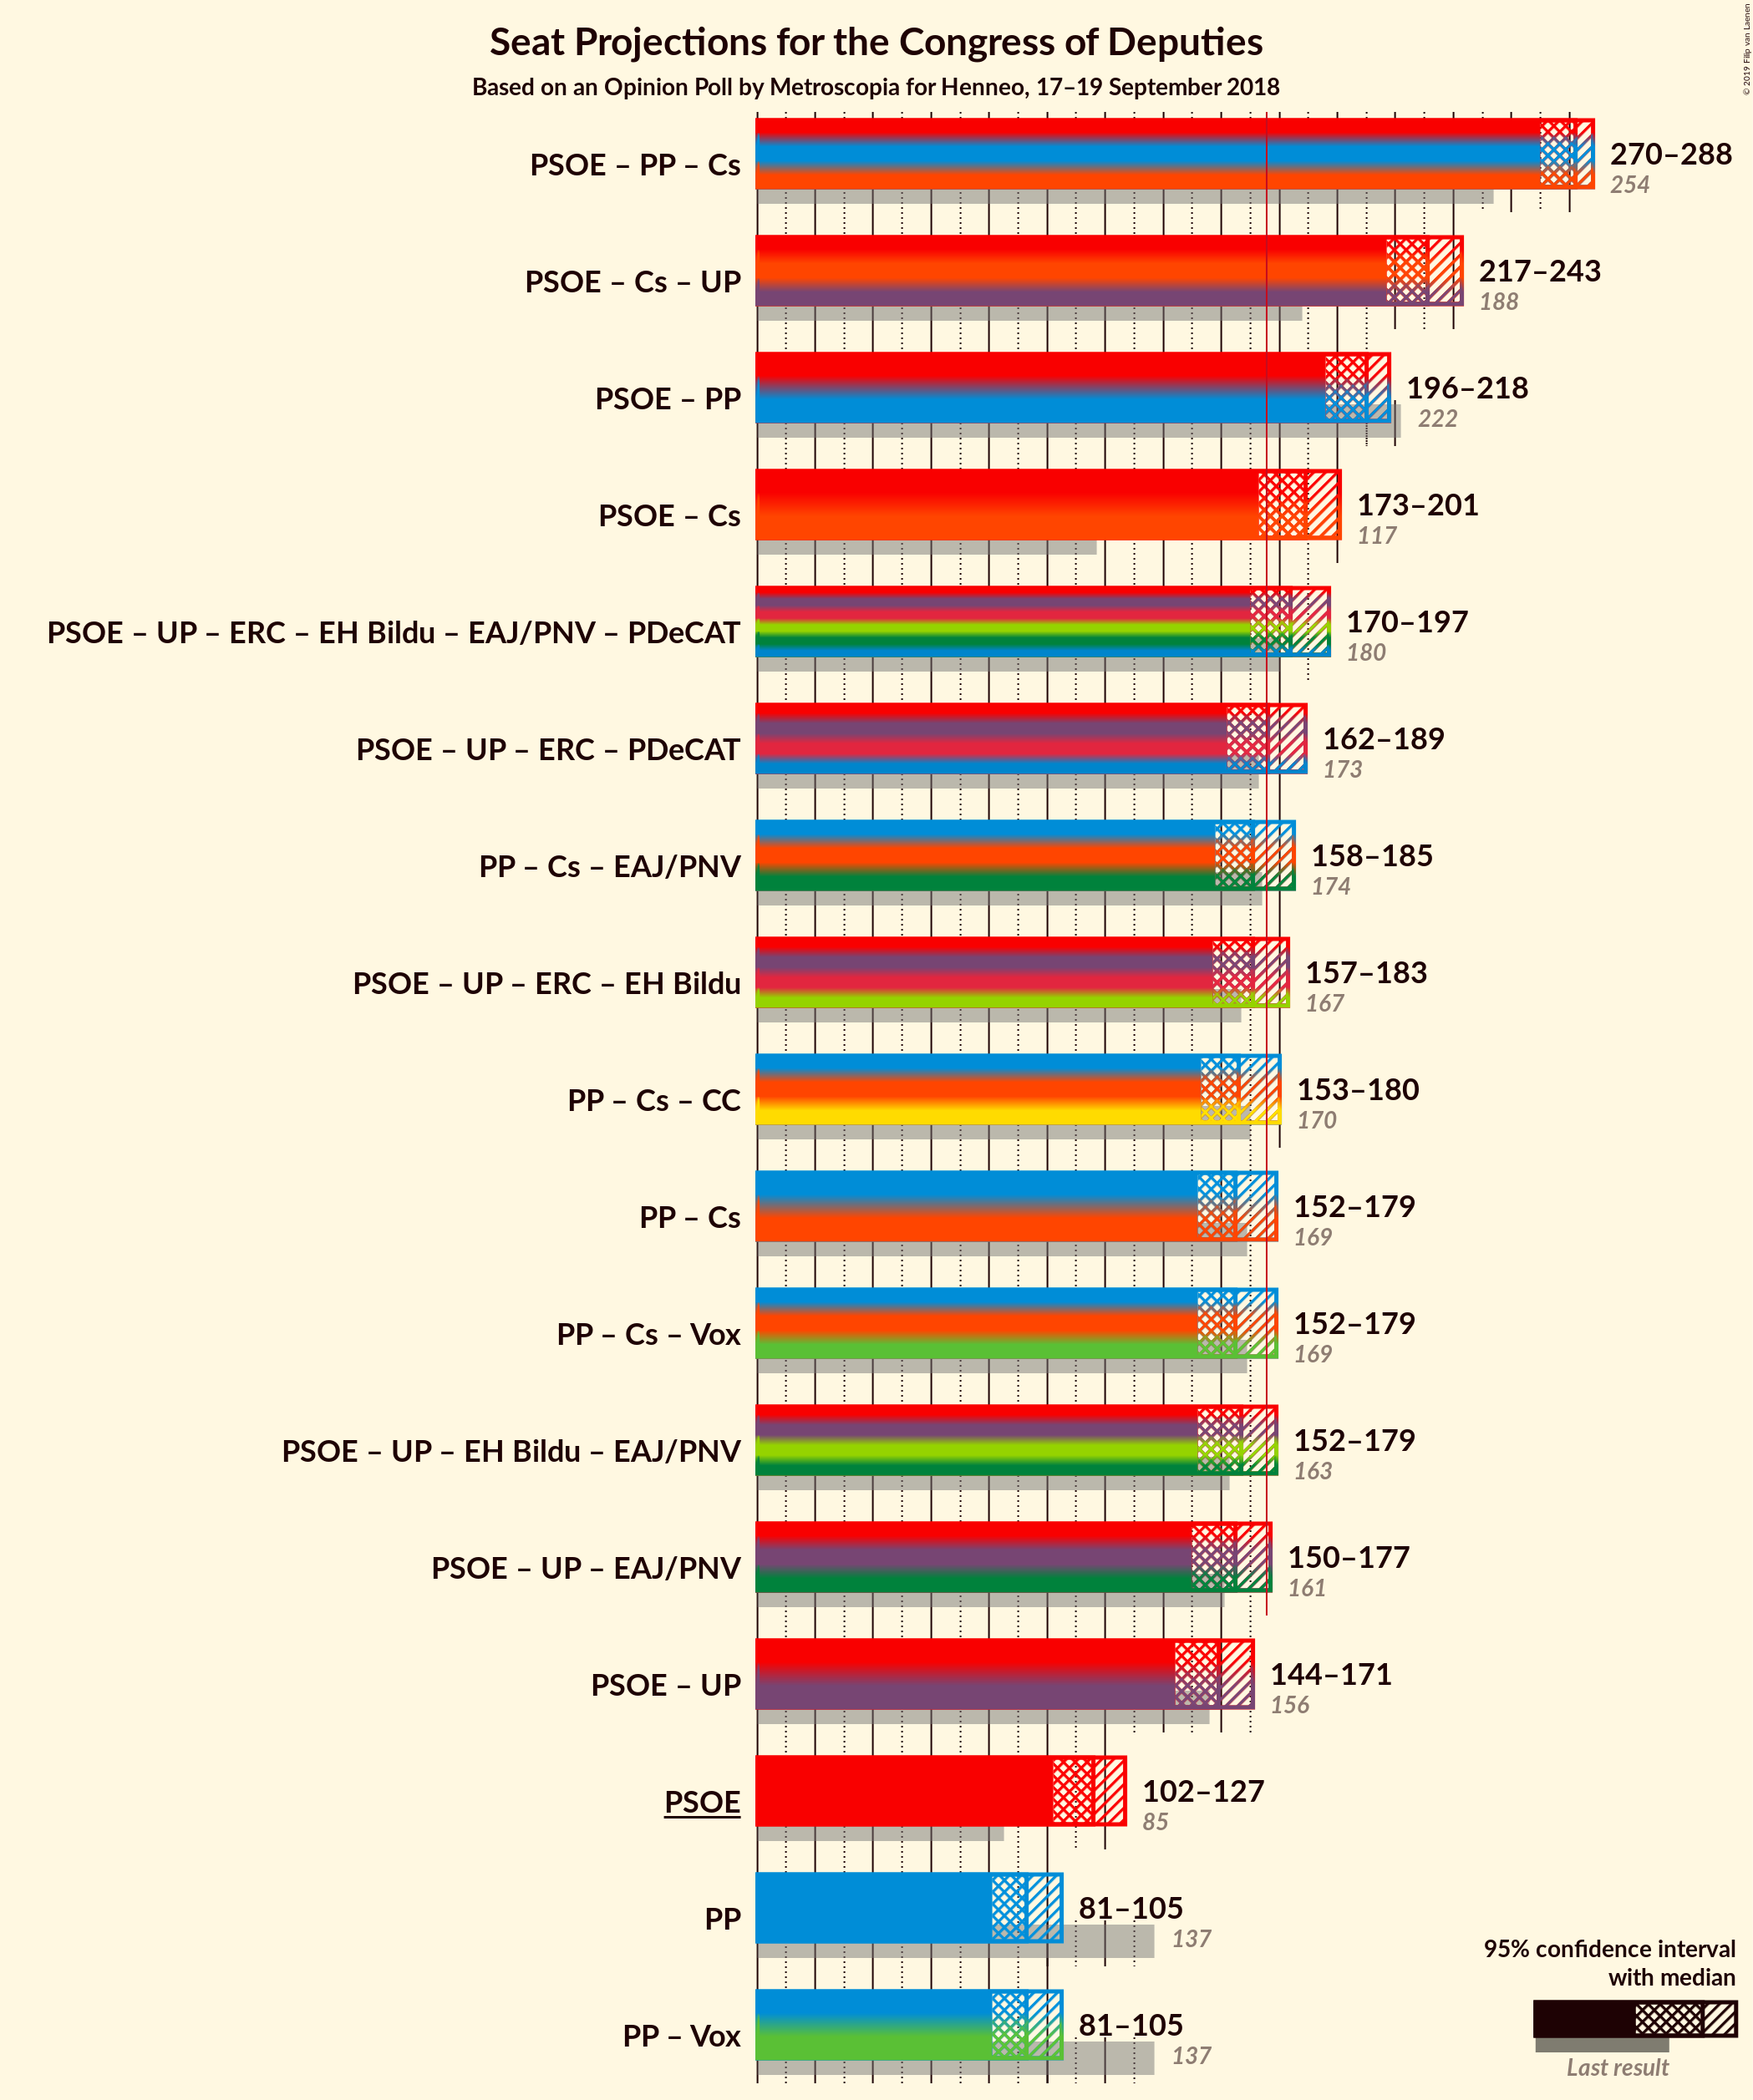 Seat Projections for the Congress of Deputies
Based on an Opinion Poll by Metroscopia for Henneo, 17–19 September 2018
© 2019 Filip van Laenen
PSOE – PP – Cs
270–288
254
PSOE – Cs – UP
217–243
188
PSOE – PP
196–218
222
PSOE – Cs
173–201
117
PSOE – UP – ERC – EH Bildu – EAJ/PNV – PDeCAT
170–197
180
PSOE – UP – ERC – PDeCAT
162–189
173
PP – Cs – EAJ/PNV
158–185
174
PSOE – UP – ERC – EH Bildu
157–183
167
PP – Cs – CC
153–180
170
PP – Cs
152–179
169
PP – Cs – Vox
152–179
169
PSOE – UP – EH Bildu – EAJ/PNV
152–179
163
PSOE – UP – EAJ/PNV
150–177
161
PSOE – UP
144–171
156
PSOE
102–127
85
PP
81–105
137
PP – Vox
81–105
137
95% confidence interval
with median
Last result